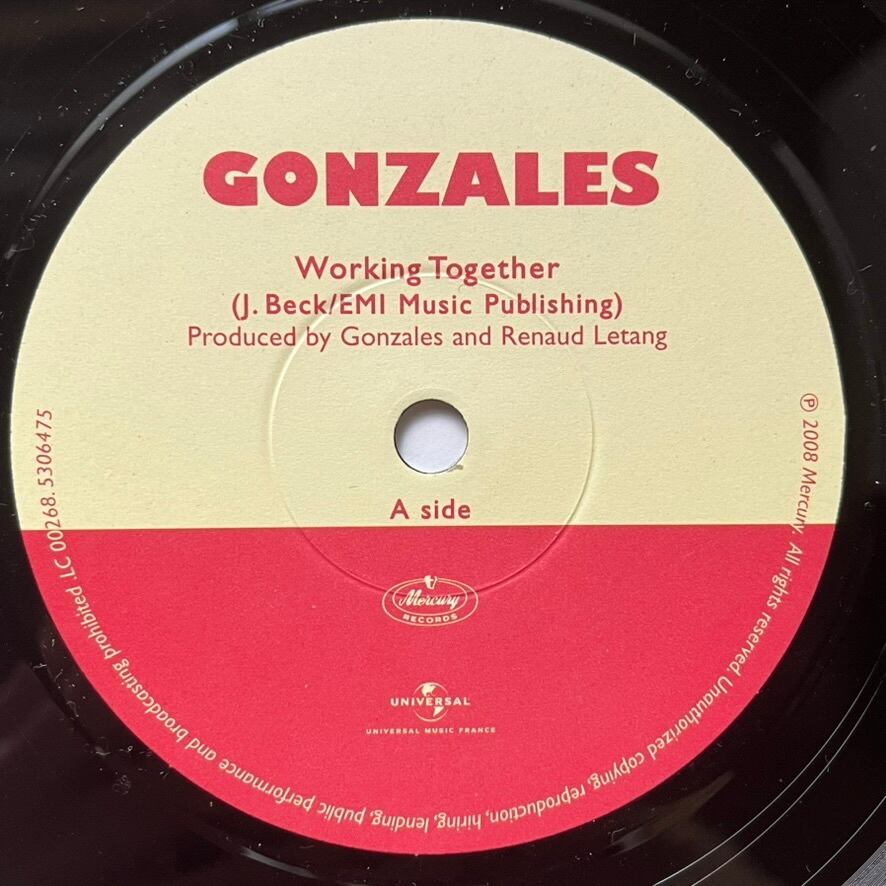 GONZALES
Working Together
(J. Beck/EMI Music Publishing)
Produced by Gonzales and Renaud Letang
A side
Mercury
RECORDS
UNIVERSAL
UNIVERSAL MUSIC FRANCE
℗ 2008 Mercury. All rights reserved. Unauthorized copying, reproduction, hiring, lending, public performance and broadcasting prohibited .LC 00268. 5306475